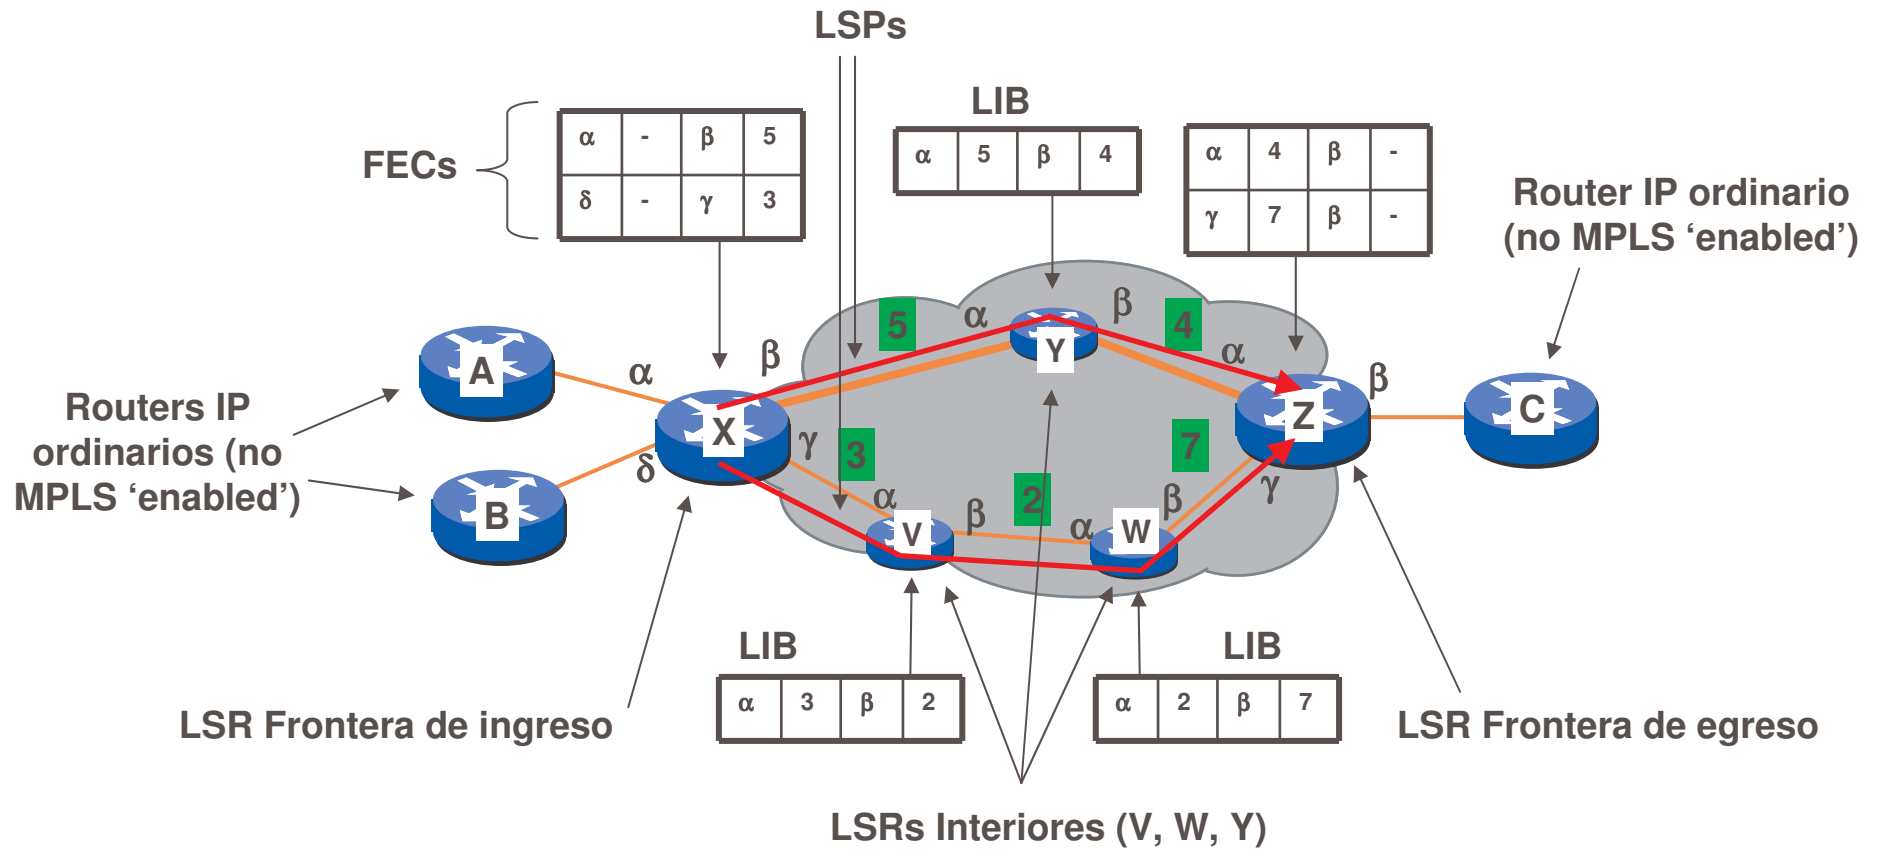 LSPs
LIB
FECs
α - β 5
δ - γ 3
α 5 β 4
α 4 β -
γ 7 β -
Router IP ordinario
(no MPLS ‘enabled’)
5 α β 4
α β
A α β X Y α Z β C
Routers IP
ordinarios (no
MPLS ‘enabled’)
γ 3 7
δ
B α V β 2 α W β γ
LIB
α 3 β 2
LIB
α 2 β 7
LSR Frontera de ingreso
LSR Frontera de egreso
LSRs Interiores (V, W, Y)